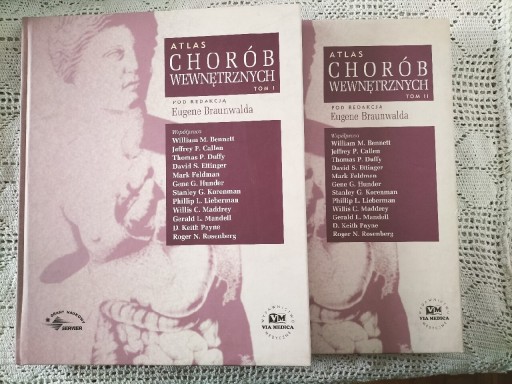 ATLAS
CHORÓB
WEWNĘTRZNYCH
TOM I
POD REDAKCJĄ
Eugene Braunwalda
Współpraca
William M. Bennett
Jeffrey P. Callen
Thomas P. Duffy
David S. Ettinger
Mark Feldman
Gene G. Hunder
Stanley G. Korenman
Phillip L. Lieberman
Willis C. Maddrey
Gerald L. Mandell
D. Keith Payne
Roger N. Rosenberg
SERVIER
VM
VIA MEDICA
ATLAS
CHORÓB
WEWNĘTRZNYCH
TOM II
POD REDAKCJĄ
Eugene Braunwalda
Współpraca
William M. Bennett
Jeffrey P. Callen
Thomas P. Duffy
David S. Ettinger
Mark Feldman
Gene G. Hunder
Stanley G. Korenman
Phillip L. Lieberman
Willis C. Maddrey
Gerald L. Mandell
D. Keith Payne
Roger N. Rosenberg
VM
VIA MEDICA